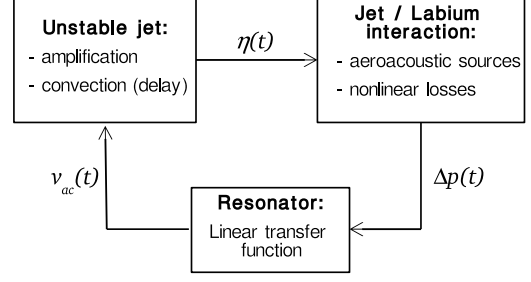 Unstable jet:
- amplification
- convection (delay)
η(t)
Jet / Labium
interaction:
- aeroacoustic sources
- nonlinear losses
v_ac(t)
Δp(t)
Resonator:
Linear transfer
function